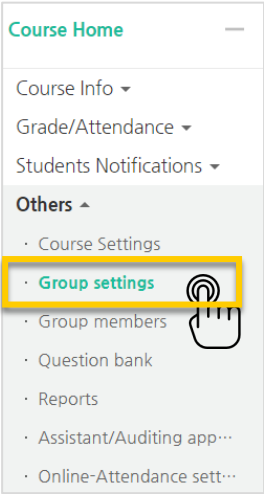 Course Home
Course Info
Grade/Attendance
Students Notifications
Others
· Course Settings
· Group settings
· Group members
· Question bank
· Reports
· Assistant/Auditing app···
· Online-Attendance sett···